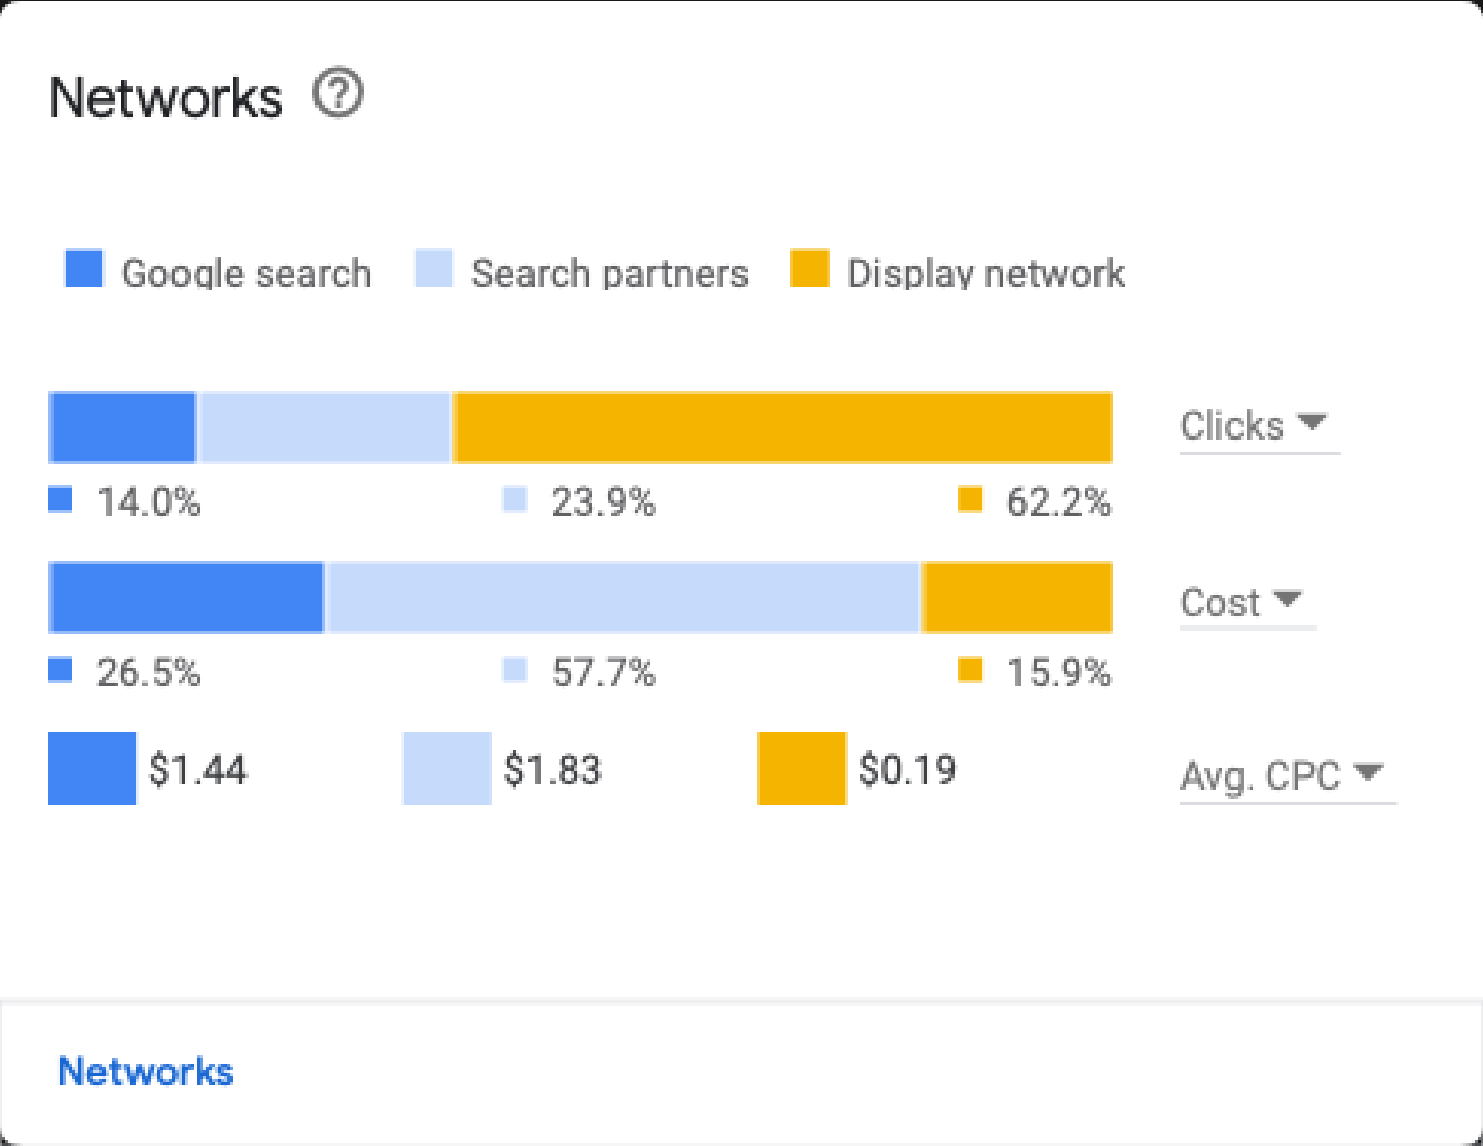 Networks ?
Google search Search partners Display network
Clicks
14.0% 23.9% 62.2%
Cost
26.5% 57.7% 15.9%
$1.44 $1.83 $0.19 Avg. CPC
Networks